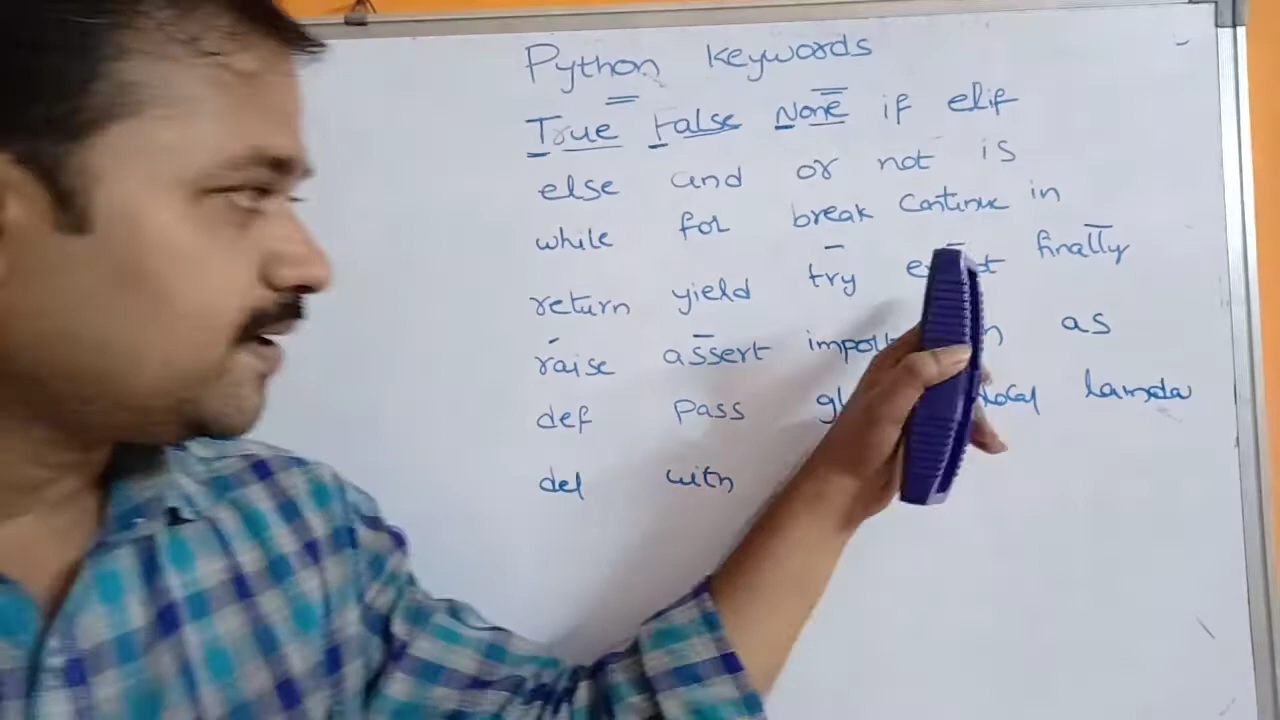 Python keywords
True False None if elif
else and or not is
while for break continue in
return yield try finally
raise assert import as
def pass lamda
del with